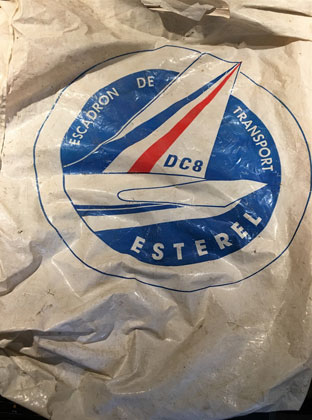 ESCADRON DE TRANSPORT
DC8
ESTEREL